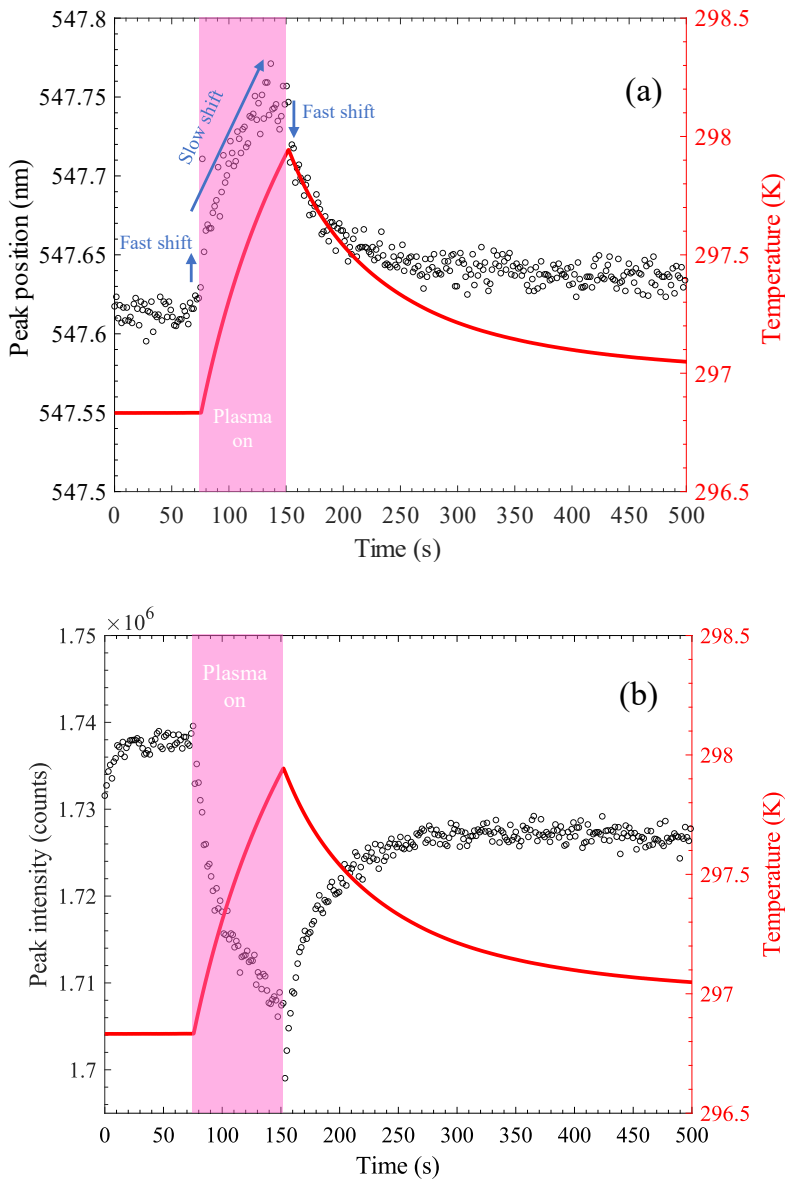 547.8
547.75
547.7
547.65
547.6
547.55
547.5
Peak position (nm)
Slow shift
Fast shift
Fast shift
(a)
Plasma
on
298.5
298
297.5
297
296.5
Temperature (K)
0 50 100 150 200 250 300 350 400 450 500
Time (s)
×10⁶
1.75
1.74
1.73
1.72
1.71
1.7
Peak intensity (counts)
Plasma
on
(b)
298.5
298
297.5
297
296.5
Temperature (K)
0 50 100 150 200 250 300 350 400 450 500
Time (s)